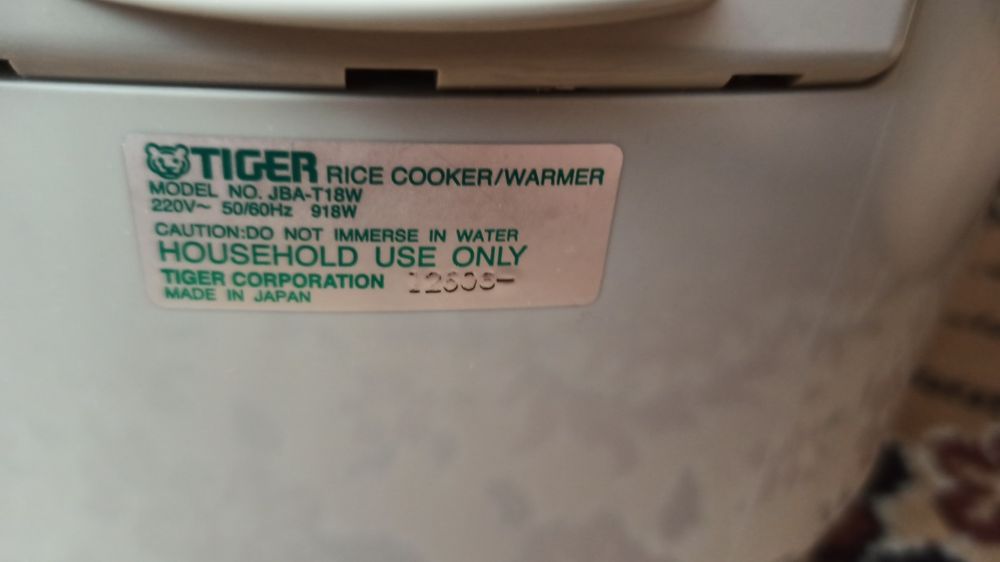 TIGER RICE COOKER/WARMER
MODEL NO. JBA-T18W
220V~ 50/60Hz 918W
CAUTION:DO NOT IMMERSE IN WATER
HOUSEHOLD USE ONLY
TIGER CORPORATION
MADE IN JAPAN